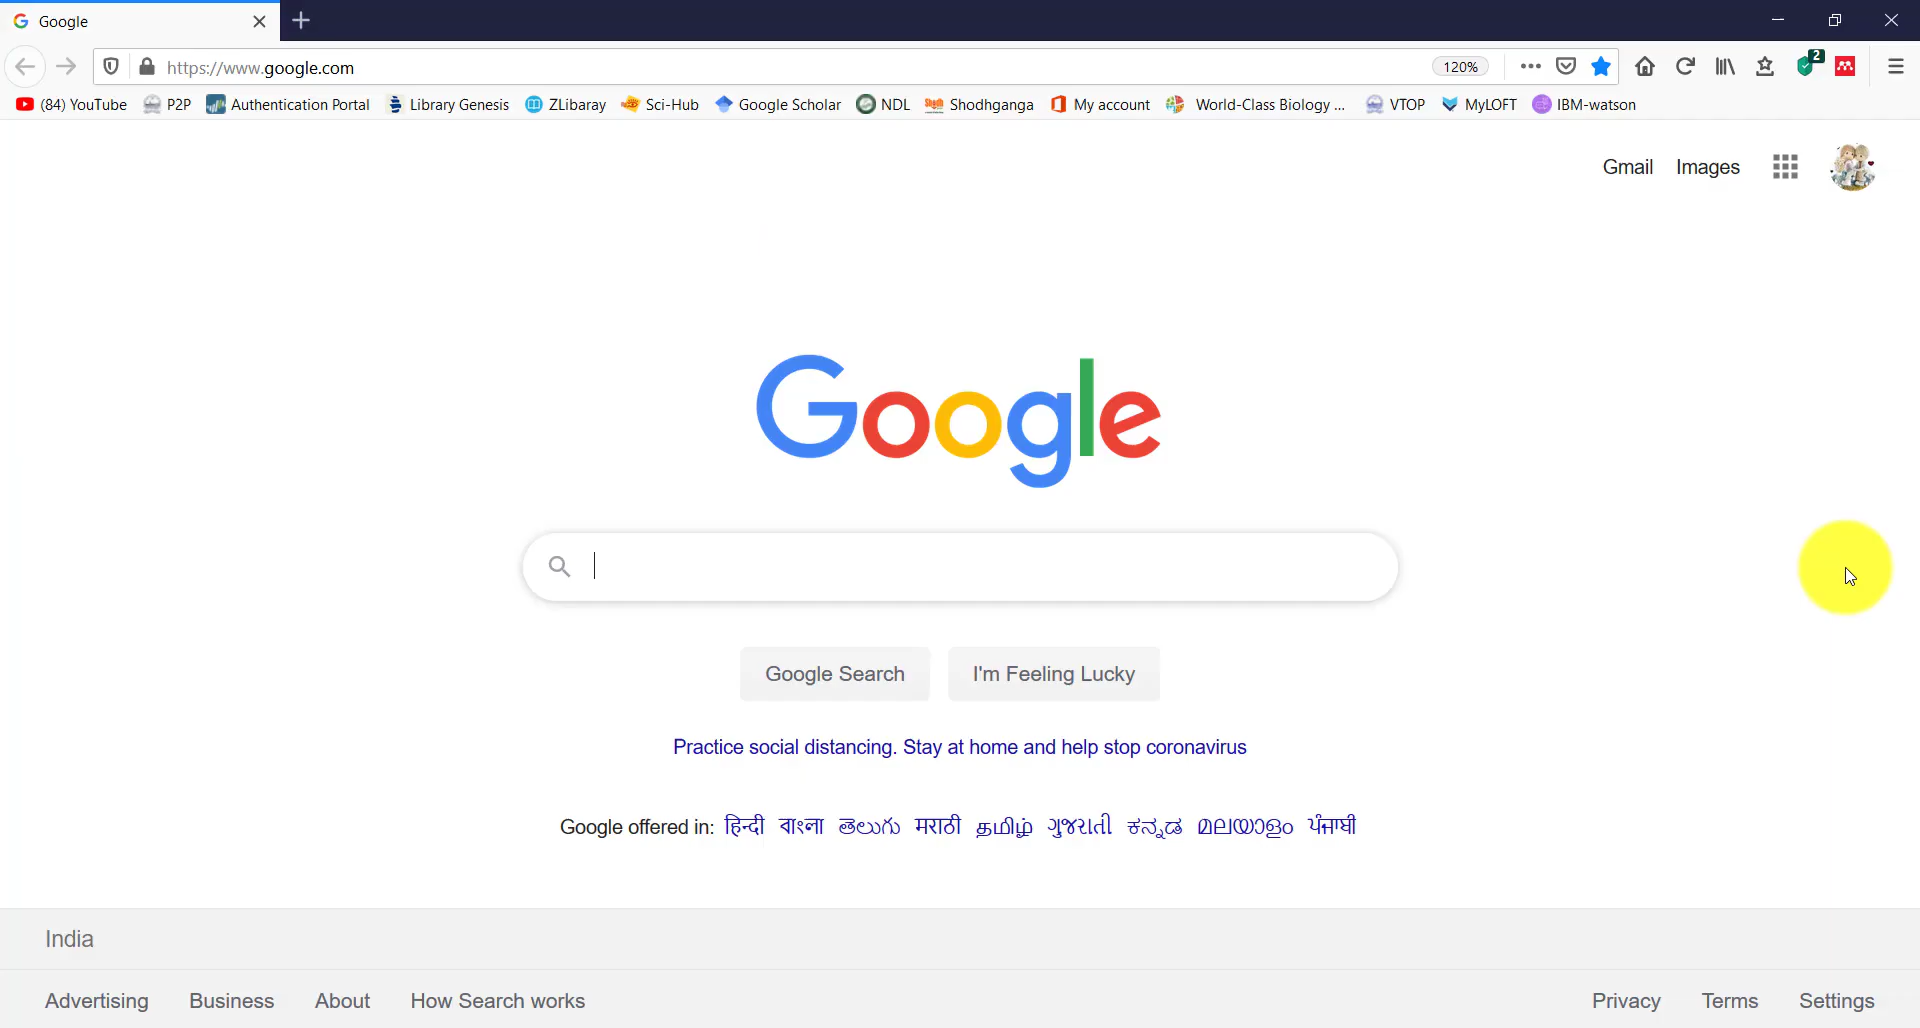 Google
https://www.google.com 120% 2
(84) YouTube P2P Authentication Portal Library Genesis ZLibaray Sci-Hub Google Scholar NDL Shodhganga My account World-Class Biology ... VTOP MyLOFT IBM-watson
Gmail Images
Google
Google Search I'm Feeling Lucky
Practice social distancing. Stay at home and help stop coronavirus
Google offered in: हिन्दी বাংলা తెలుగు मराठी தமிழ் ગુજરાતી ಕನ್ನಡ മലയാളം ਪੰਜਾਬੀ
India
Advertising Business About How Search works Privacy Terms Settings